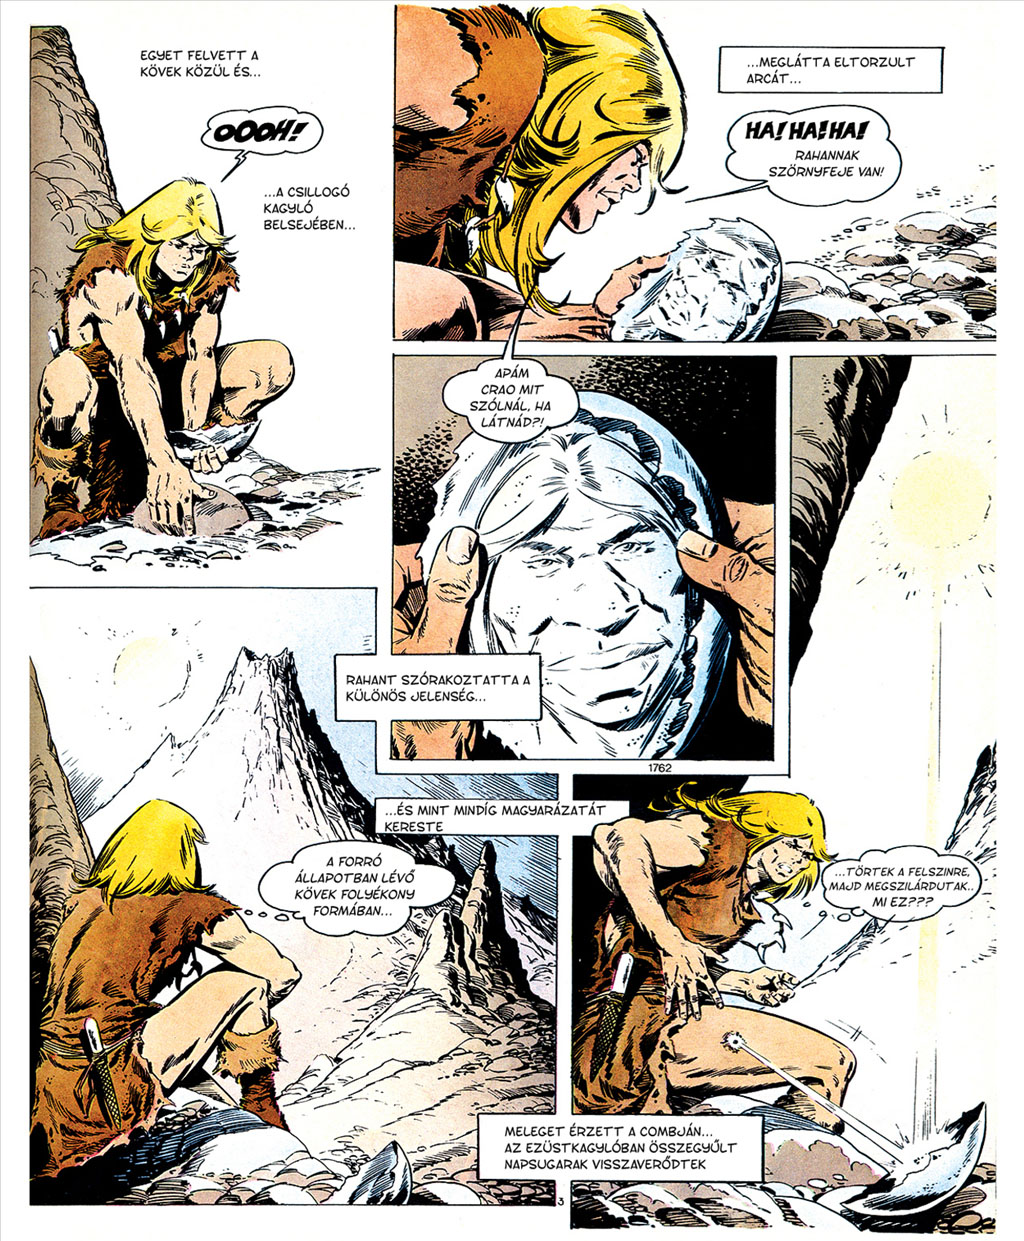 EGYET FELVETT A
KÖVEK KÖZÜL ÉS...
OOOH!
...A CSILLOGÓ
KAGYLÓ
BELSEJÉBEN...
...MEGLÁTTA ELTORZULT
ARCÁT...
HA! HA! HA!
RAHANNAK
SZÖRNYFEJE VAN!
APÁM
CRAO MIT
SZÓLNÁL, HA
LÁTNÁD?!
RAHANT SZÓRAKOZTATTA A
KÜLÖNÖS JELENSÉG...
1762
...ÉS MINT MINDÍG MAGYARÁZATÁT
KERESTE
A FORRÓ
ÁLLAPOTBAN LÉVŐ
KÖVEK FOLYÉKONY
FORMÁBAN...
...TÖRTEK A FELSZINRE,
MAJD MEGSZILÁRDUTAK..
MI EZ???
MELEGET ÉRZETT A COMBJÁN...
AZ EZÜSTKAGYLÓBAN ÖSSZEGYŰLT
NAPSUGARAK VISSZAVERŐDTEK
3